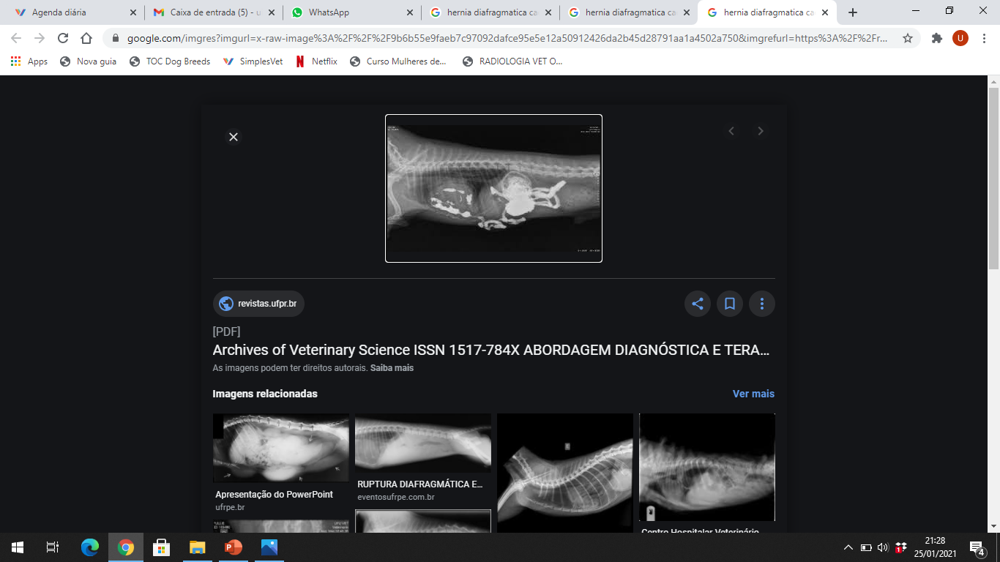 Agenda diária
Caixa de entrada (5) - u
WhatsApp
hernia diafragmatica ca
hernia diafragmatica ca
hernia diafragmatica ca
google.com/imgres?imgurl=x-raw-image%3A%2F%2F%2F9b6b55e9faeb7c97092dafce95e5e12a50912426da2b45d28791aa1a4502a750&imgrefurl=https%3A%2F%2Fr...
U
Apps
Nova guia
TOC Dog Breeds
SimplesVet
Netflix
Curso Mulheres de...
RADIOLOGIA VET O...
revistas.ufpr.br
[PDF]
Archives of Veterinary Science ISSN 1517-784X ABORDAGEM DIAGNÓSTICA E TERA...
As imagens podem ter direitos autorais. Saiba mais
Imagens relacionadas
Ver mais
Apresentação do PowerPoint
ufrpe.br
RUPTURA DIAFRAGMÁTICA E...
eventosufrpe.com.br
Centro Hospitalar Veterinário
21:28
25/01/2021
1
4